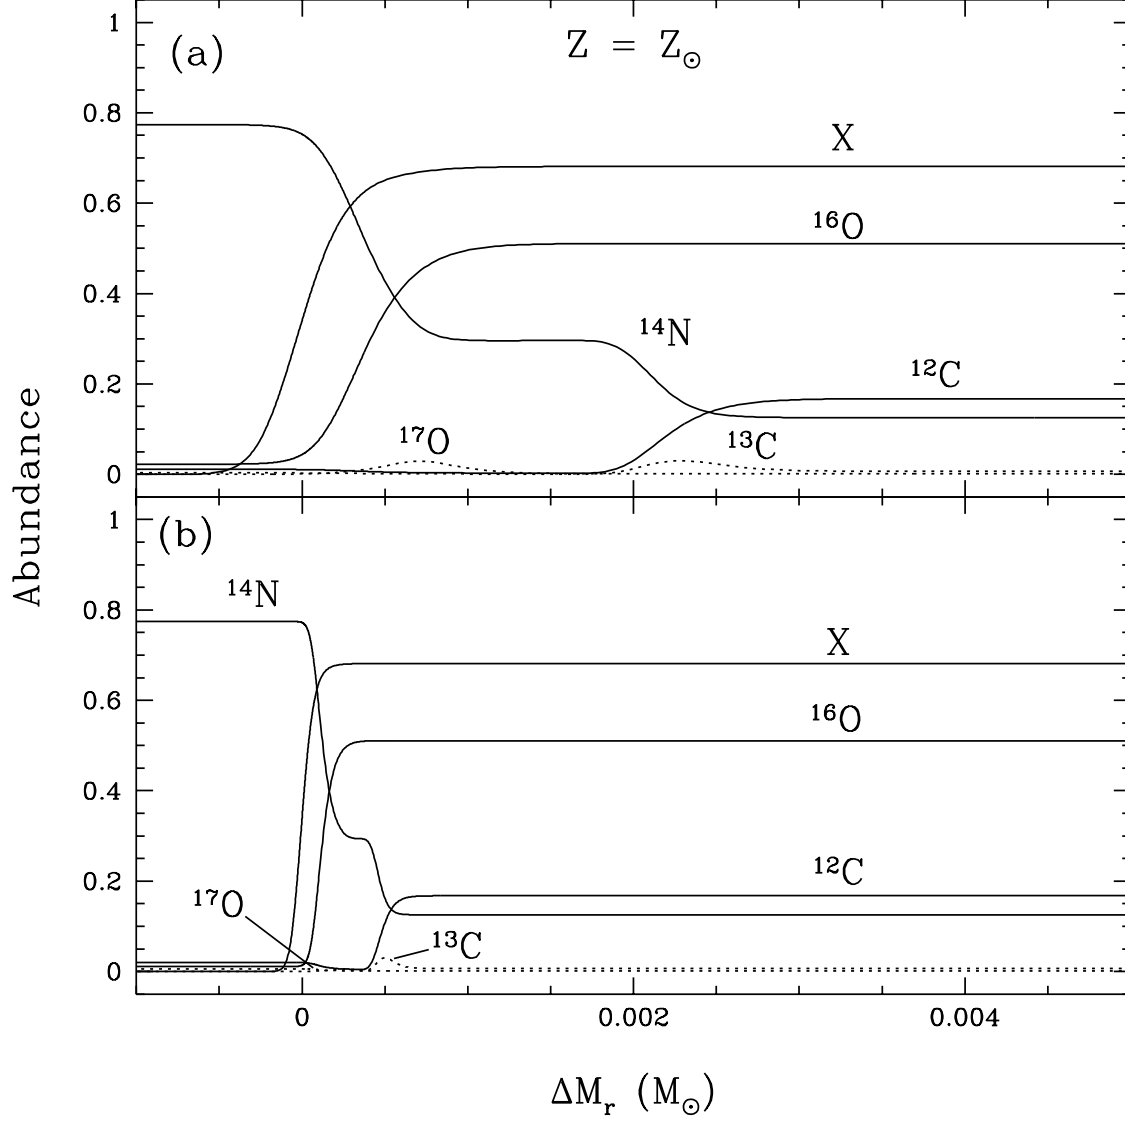 (a)
Z = Z☉
1
0.8
0.6
0.4
0.2
0
X
¹⁶O
¹⁴N
¹²C
¹⁷O
¹³C
Abundance
(b)
1
0.8
0.6
0.4
0.2
0
¹⁴N
X
¹⁶O
¹²C
¹⁷O
¹³C
0 0.002 0.004
ΔMᵣ (M☉)